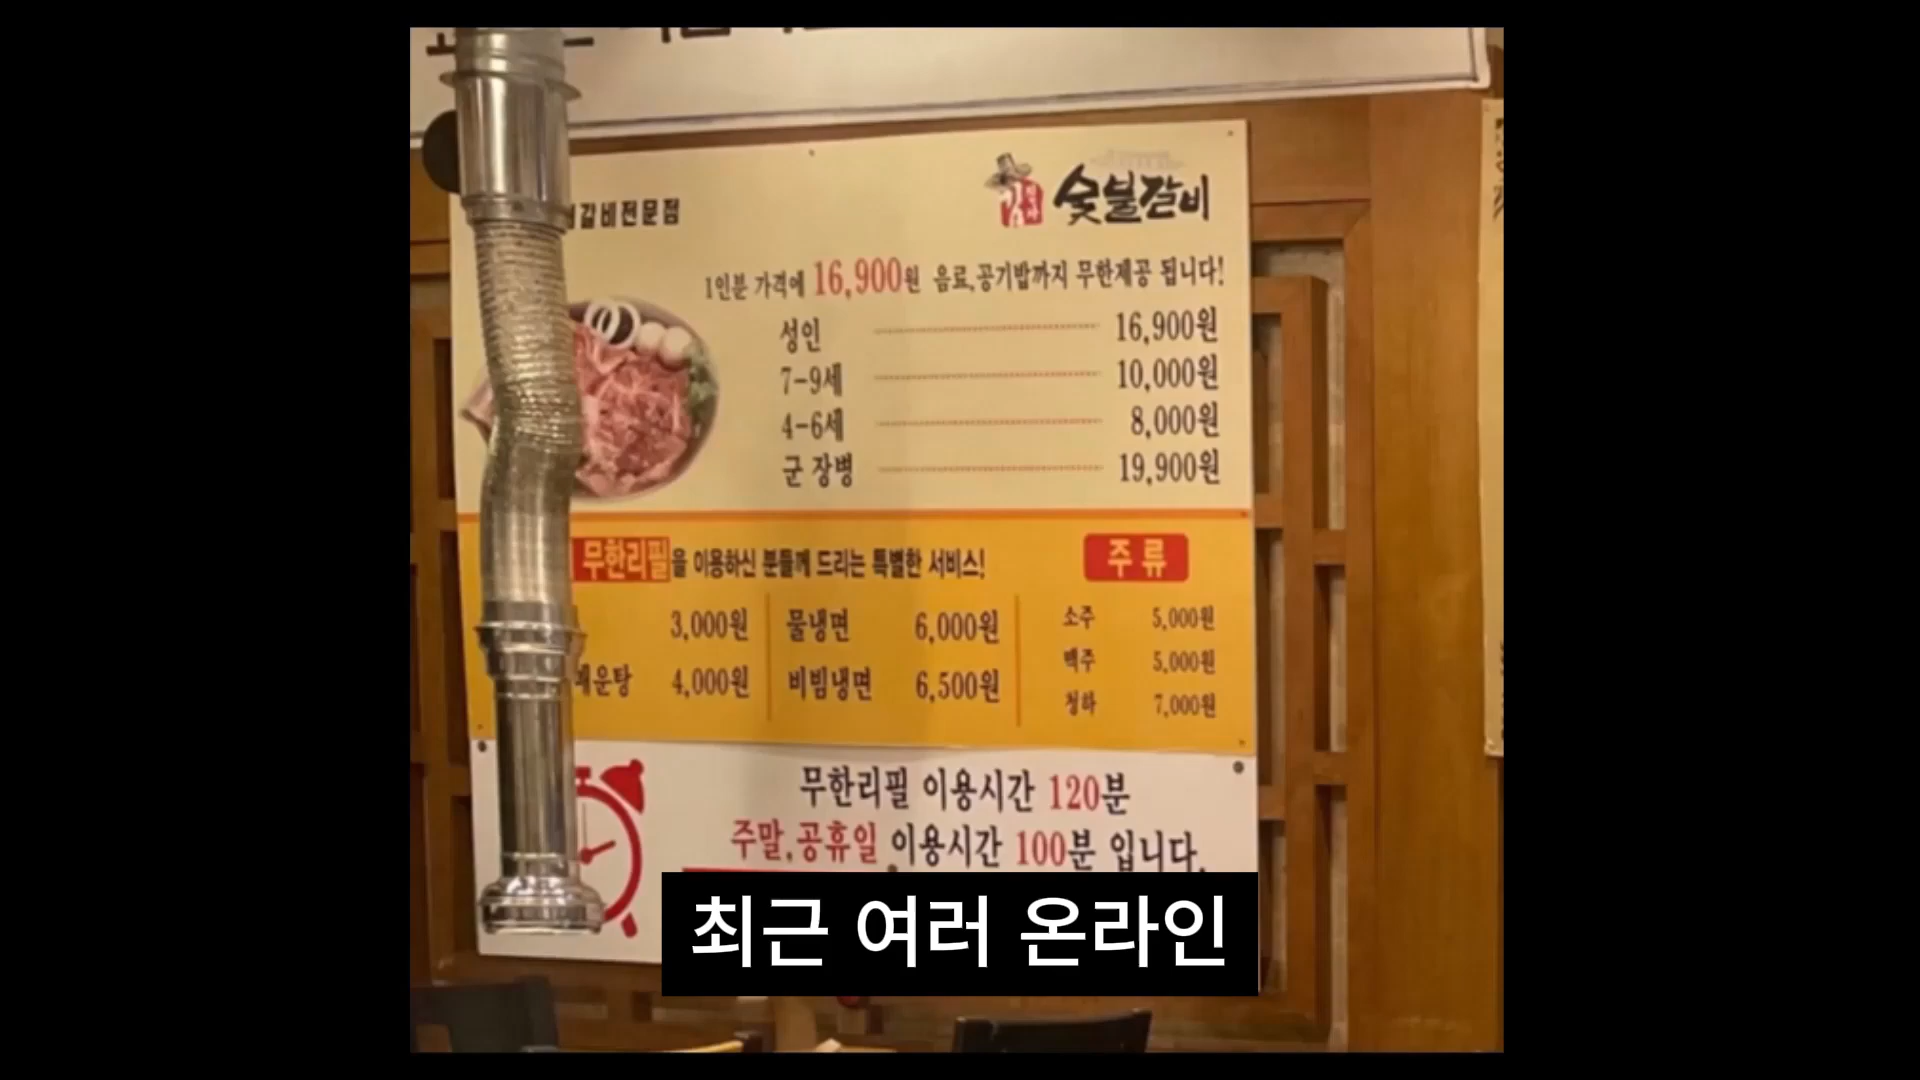 갈비전문점
숯불갈비
1인분 가격에 16,900원 음료,공기밥까지 무한제공 됩니다!
성인 16,900원
7-9세 10,000원
4-6세 8,000원
군 장병 19,900원
무한리필을 이용하신 분들께 드리는 특별한 서비스!
주류
3,000원 물냉면 6,000원 소주 5,000원
맥주 5,000원
매운탕 4,000원 비빔냉면 6,500원
청하 7,000원
무한리필 이용시간 120분
주말,공휴일 이용시간 100분 입니다.
최근 여러 온라인